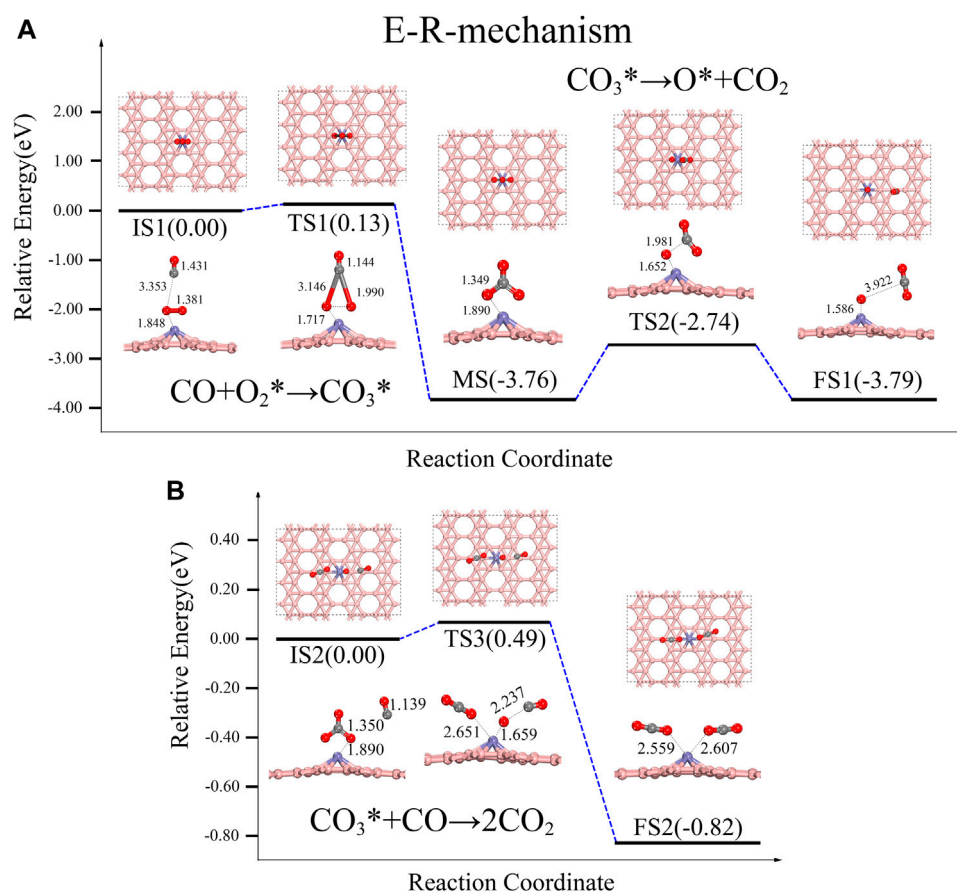 A
E-R-mechanism
CO₃*→O*+CO₂
Relative Energy(eV)
2.00
1.00
0.00
-1.00
-2.00
-3.00
-4.00
IS1(0.00)
TS1(0.13)
MS(-3.76)
TS2(-2.74)
FS1(-3.79)
1.431
3.353
1.381
1.848
1.144
3.146
1.990
1.717
1.349
1.890
1.981
1.652
3.922
1.586
CO+O₂*→CO₃*
Reaction Coordinate
B
Relative Energy(eV)
0.40
0.20
0.00
-0.20
-0.40
-0.60
-0.80
IS2(0.00)
TS3(0.49)
FS2(-0.82)
1.139
1.350
1.890
2.237
2.651
1.659
2.559
2.607
CO₃*+CO→2CO₂
Reaction Coordinate